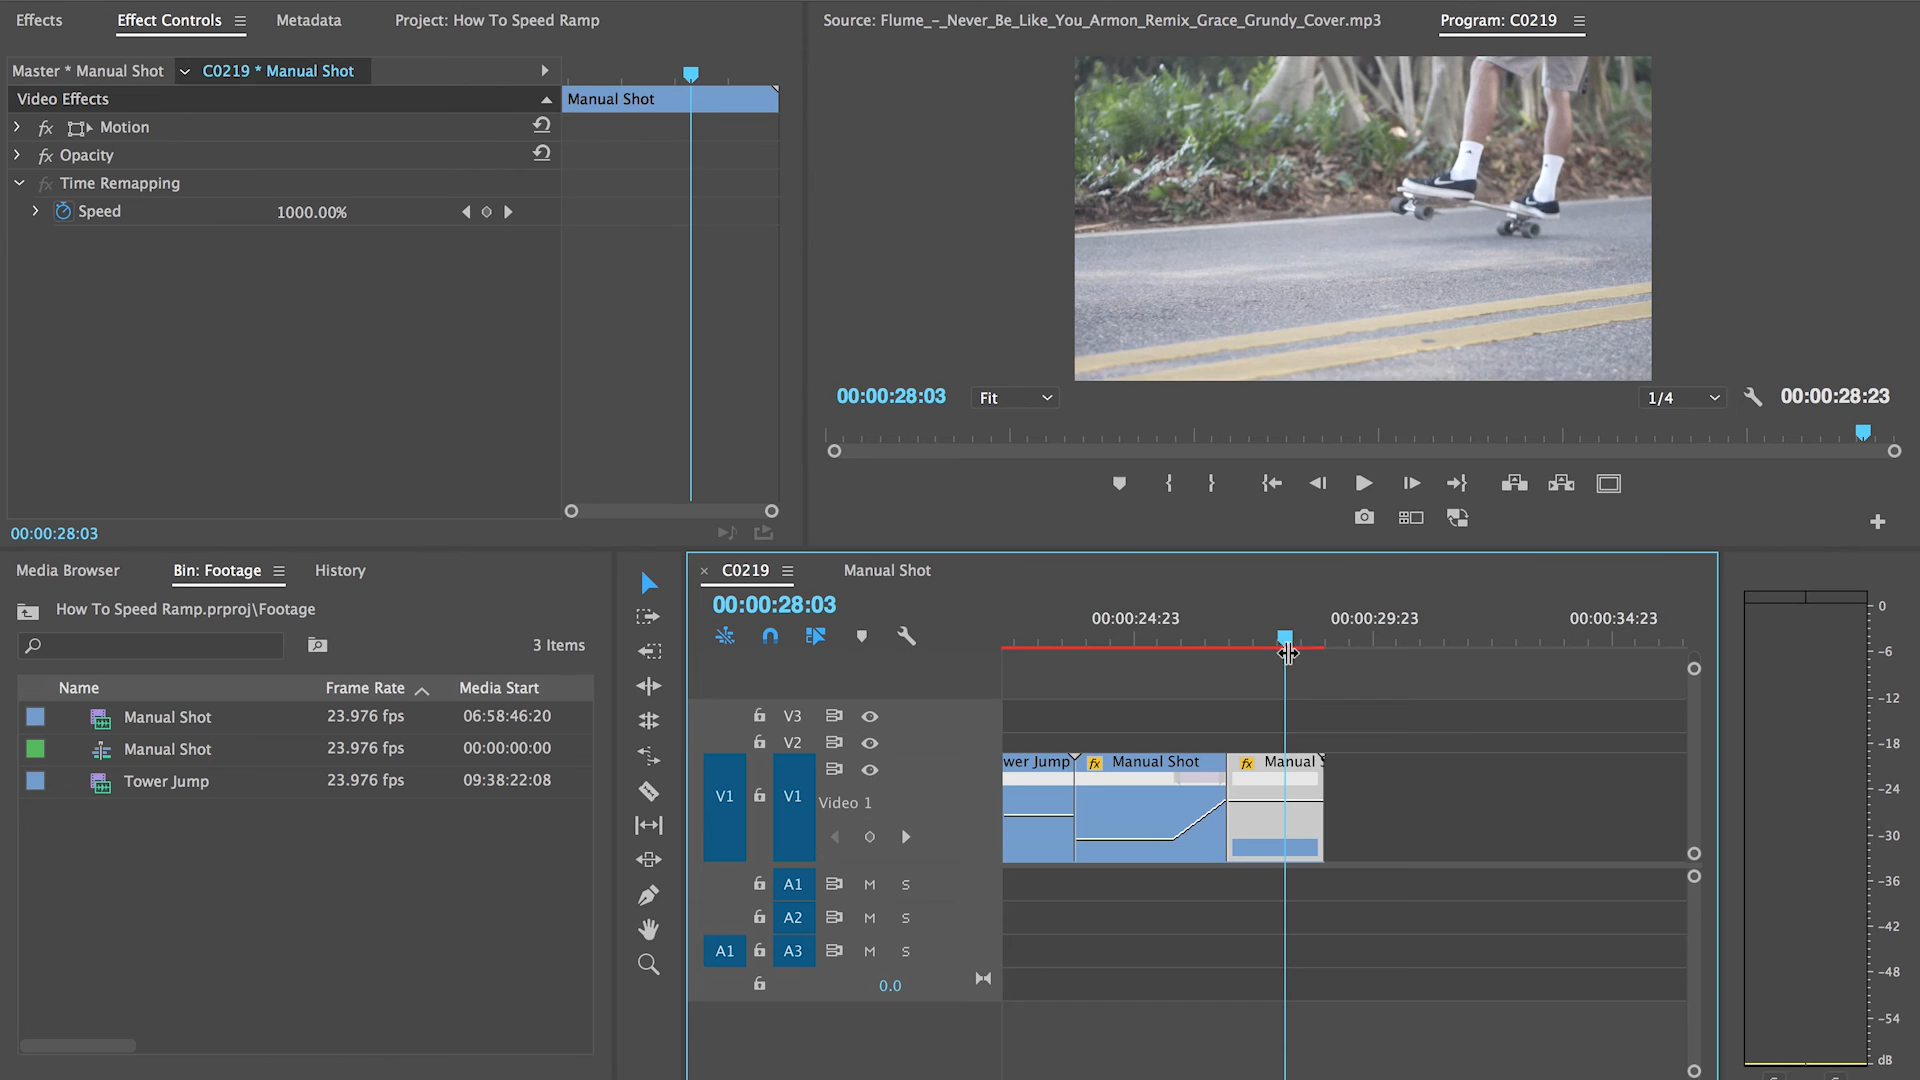 Effects Effect Controls Metadata Project: How To Speed Ramp
Source: Flume_-_Never_Be_Like_You_Armon_Remix_Grace_Grundy_Cover.mp3 Program: C0219
Master * Manual Shot C0219 * Manual Shot
Video Effects Manual Shot
fx Motion
fx Opacity
fx Time Remapping
Speed 1000.00%
00:00:28:03 Fit 1/4 00:00:28:23
00:00:28:03
Media Browser Bin: Footage History
How To Speed Ramp.prproj\Footage
3 Items
Name Frame Rate Media Start
Manual Shot 23.976 fps 06:58:46:20
Manual Shot 23.976 fps 00:00:00:00
Tower Jump 23.976 fps 09:38:22:08
× C0219 Manual Shot
00:00:28:03
00:00:24:23 00:00:29:23 00:00:34:23
V3
V2
V1 V1 Video 1
wer Jump fx Manual Shot fx Manual S
A1 M S
A2 M S
A1 A3 M S
0.0
0
-6
-12
-18
-24
-30
-36
-42
-48
-54
dB